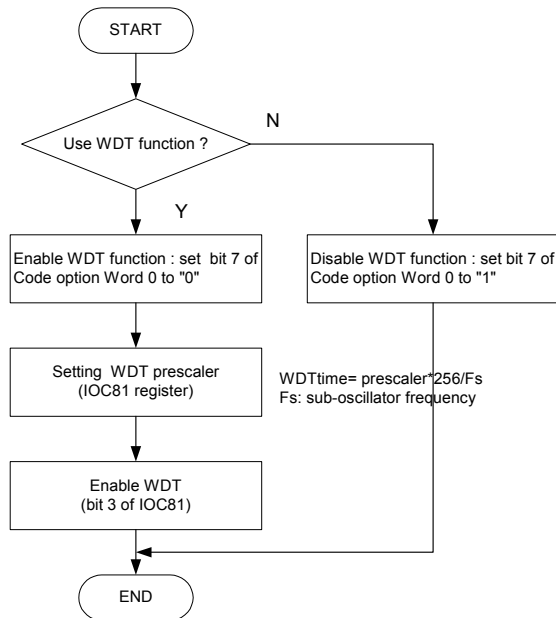 START
Use WDT function ?
N
Y
Enable WDT function : set bit 7 of
Code option Word 0 to "0"
Disable WDT function : set bit 7 of
Code option Word 0 to "1"
Setting WDT prescaler
(IOC81 register)
WDTtime= prescaler*256/Fs
Fs: sub-oscillator frequency
Enable WDT
(bit 3 of IOC81)
END